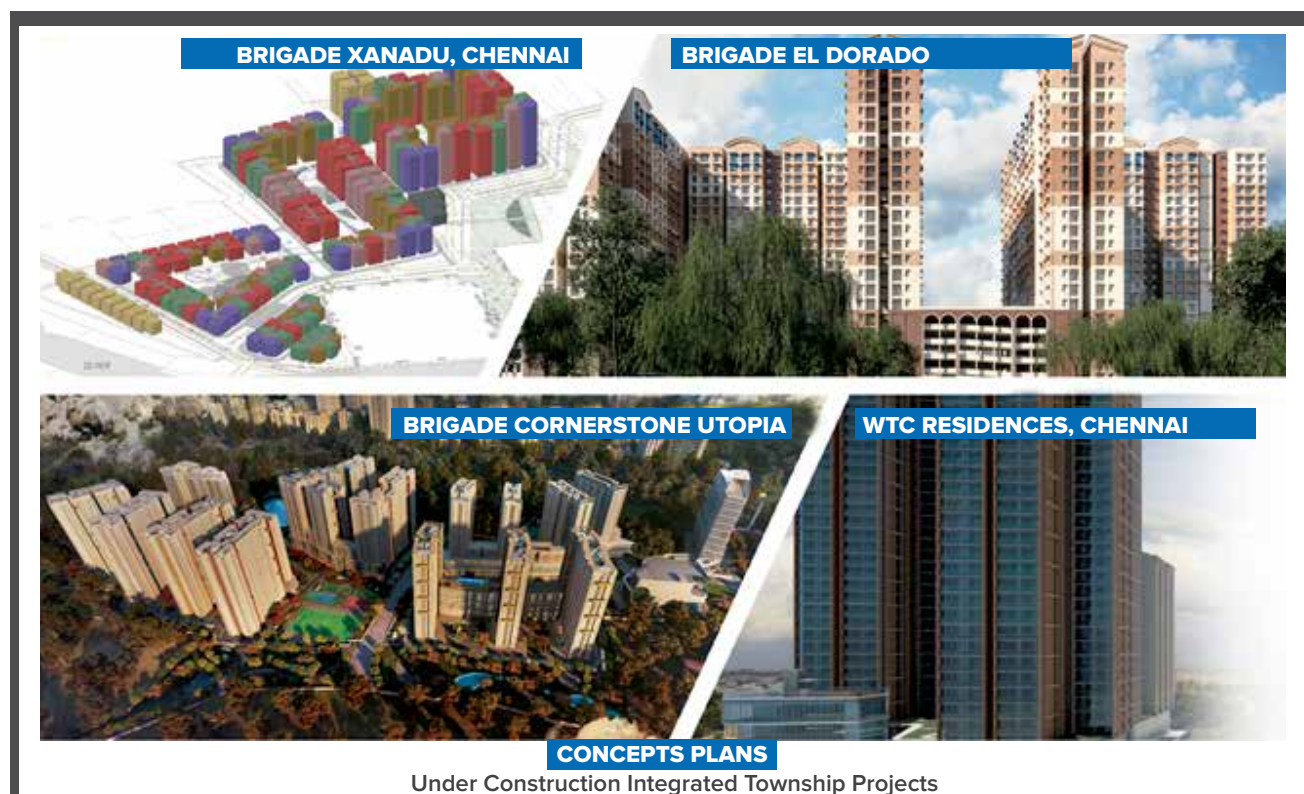 BRIGADE XANADU, CHENNAI
BRIGADE EL DORADO
BRIGADE CORNERSTONE UTOPIA
WTC RESIDENCES, CHENNAI
CONCEPTS PLANS
Under Construction Integrated Township Projects